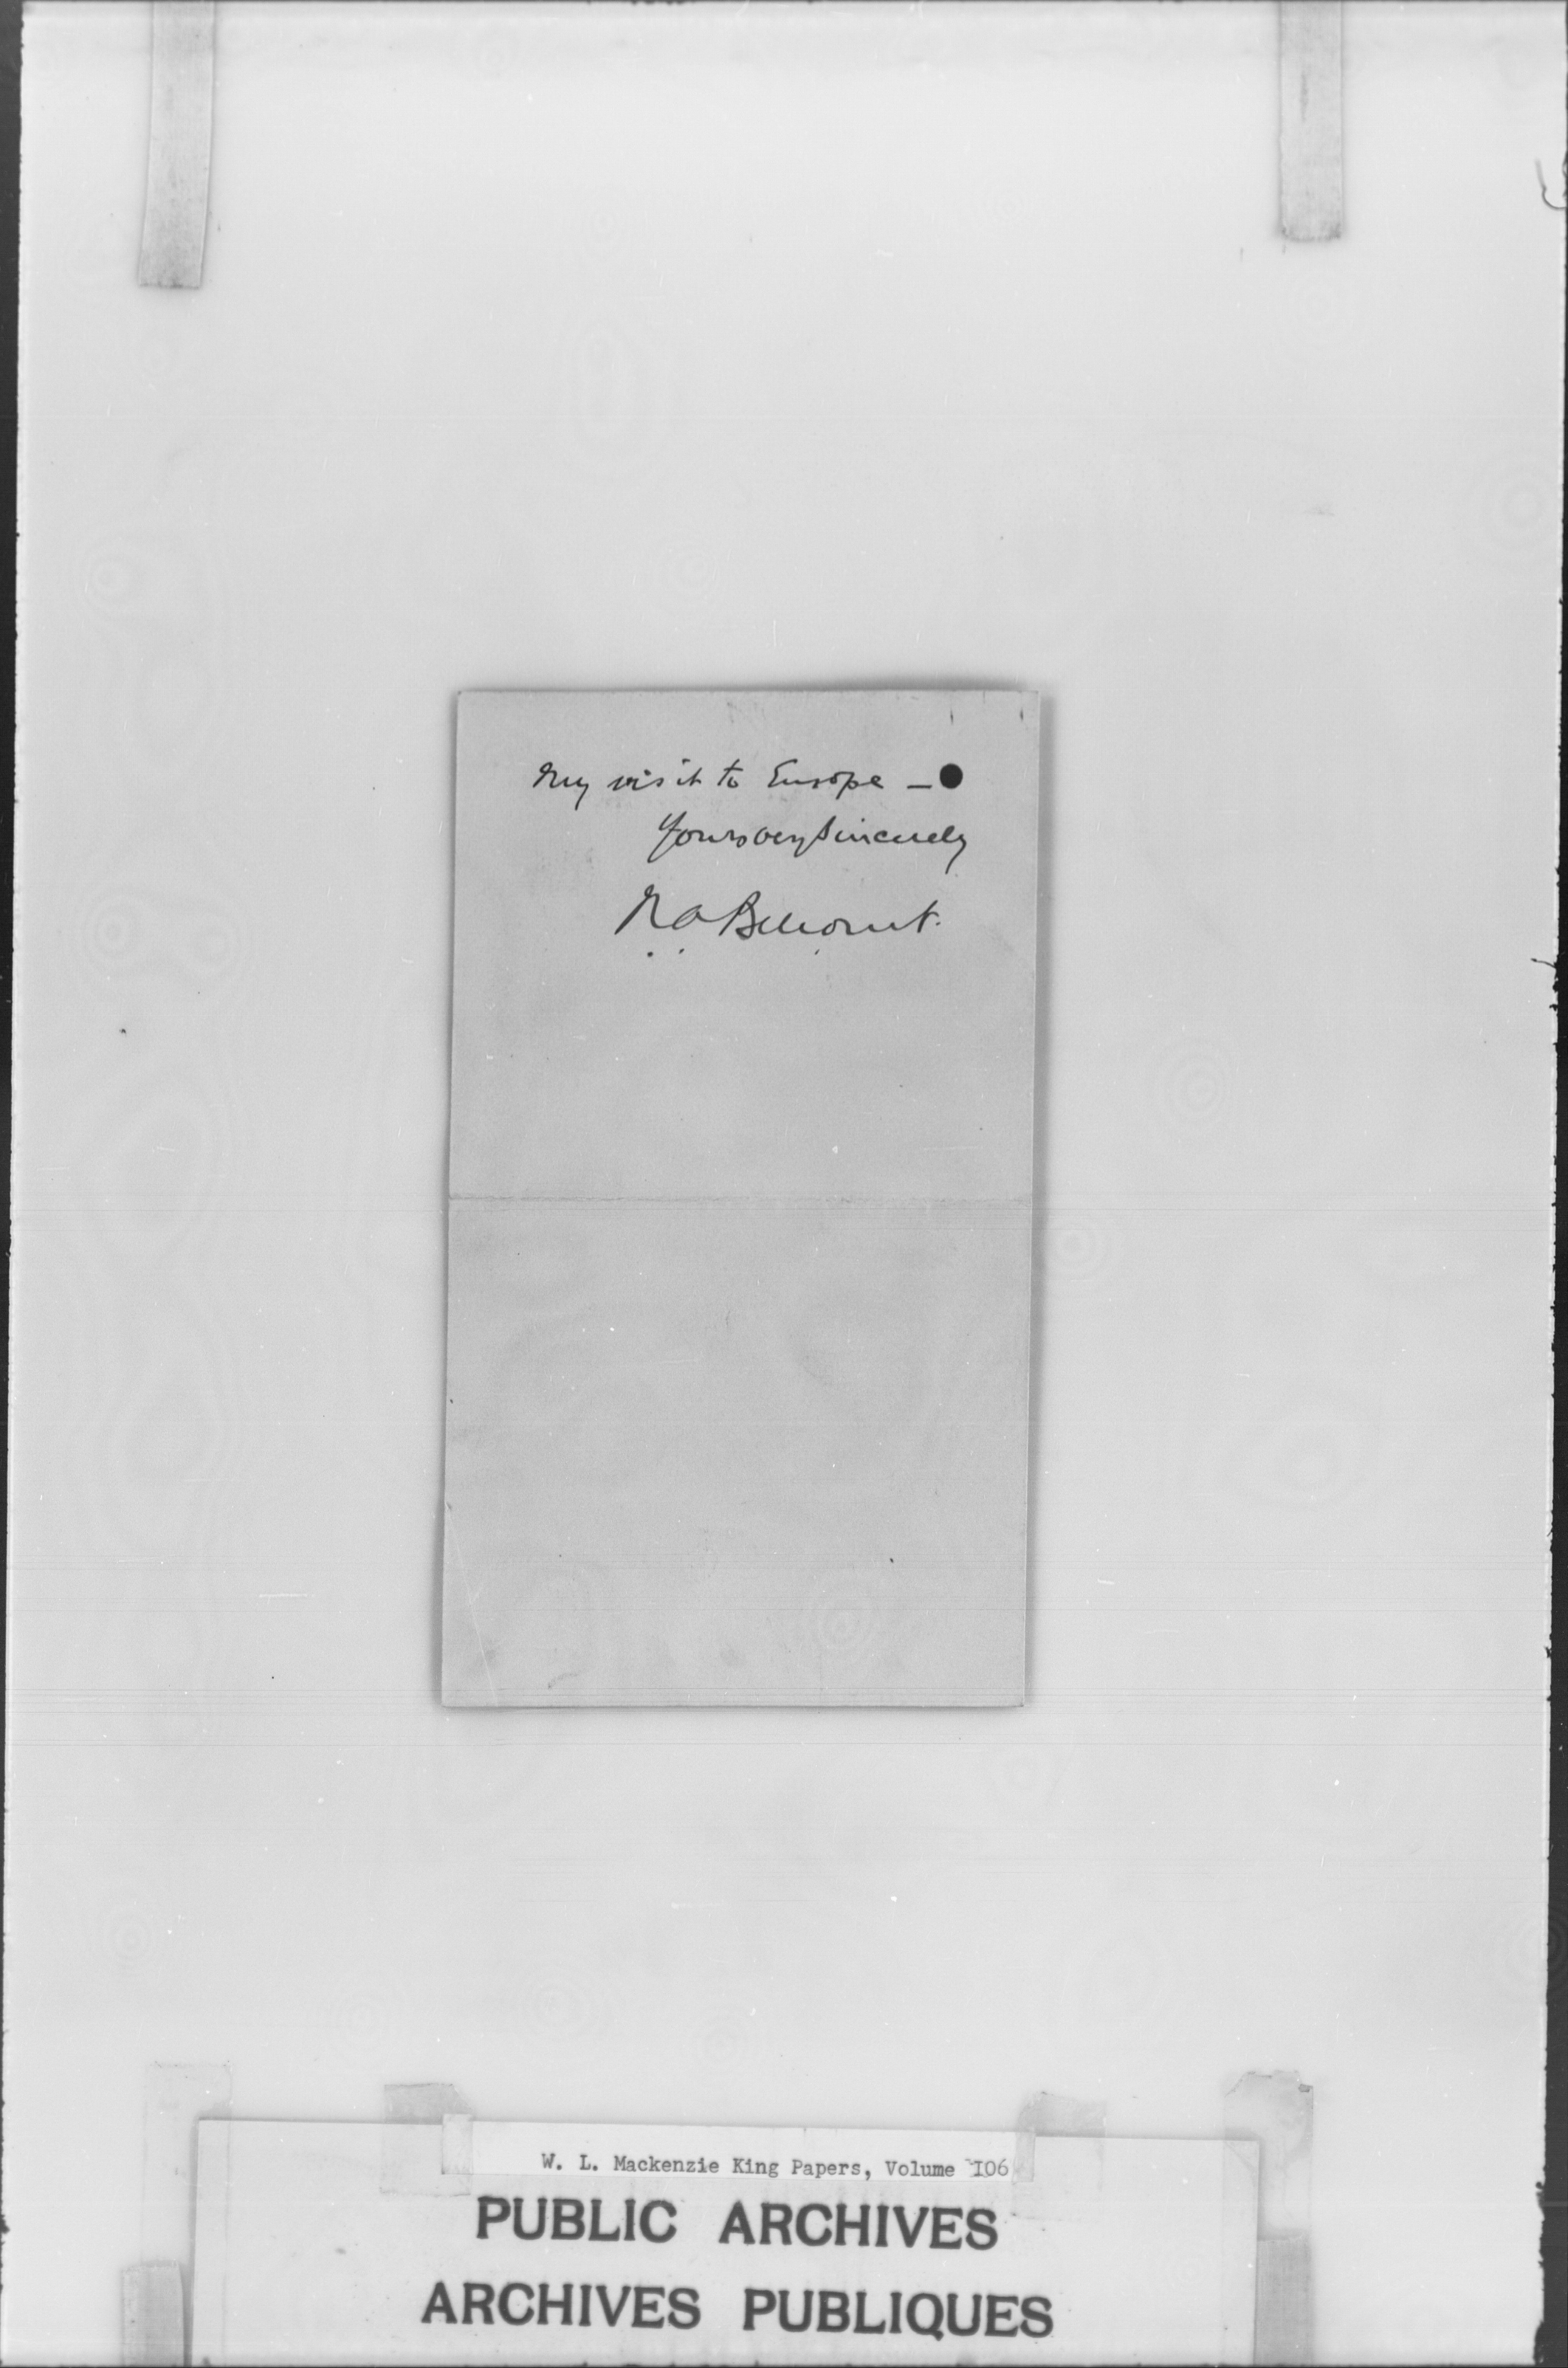 My visit to Europe —
Yours very Sincerely
W. L. Mackenzie King Papers, Volume 106
PUBLIC ARCHIVES
ARCHIVES PUBLIQUES